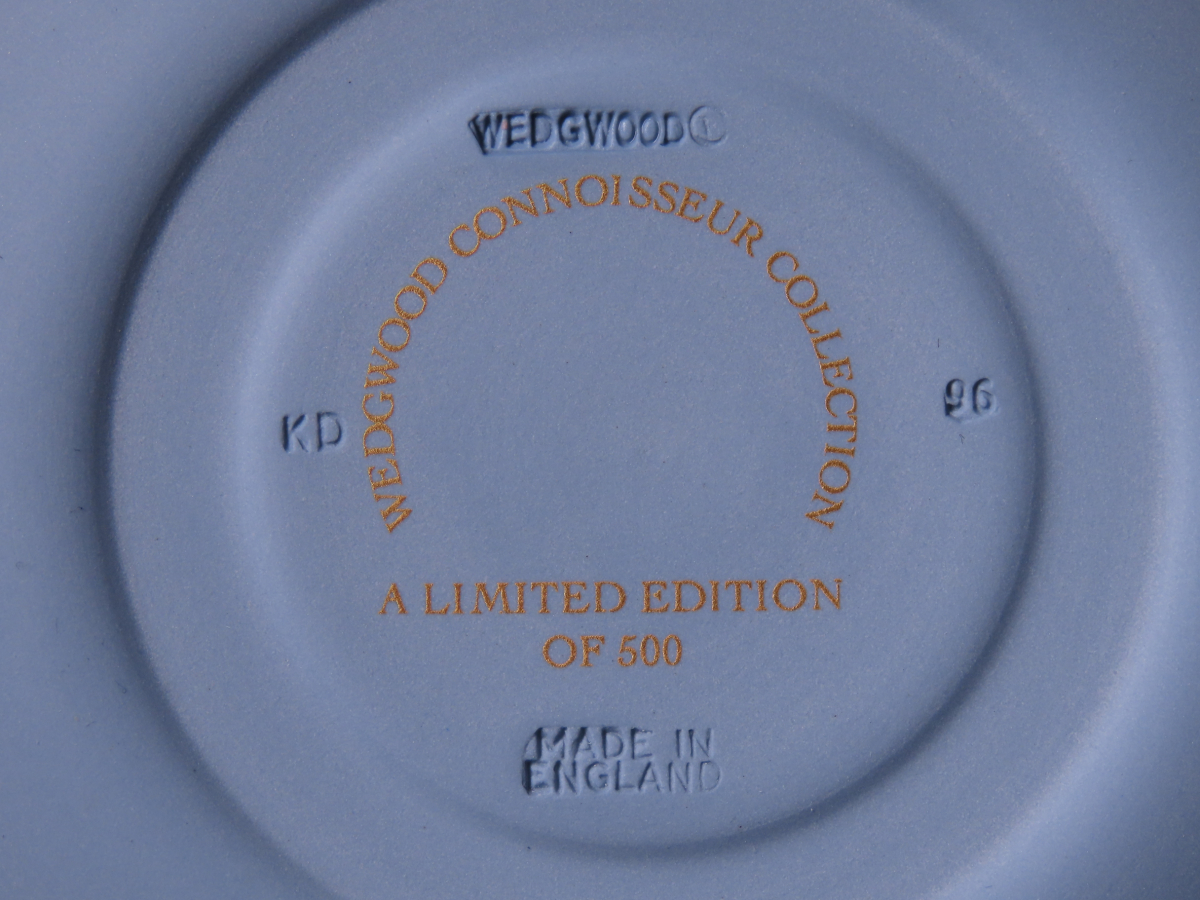 WEDGWOOD
WEDGWOOD CONNOISSEUR COLLECTION
KD
96
A LIMITED EDITION
OF 500
MADE IN
ENGLAND